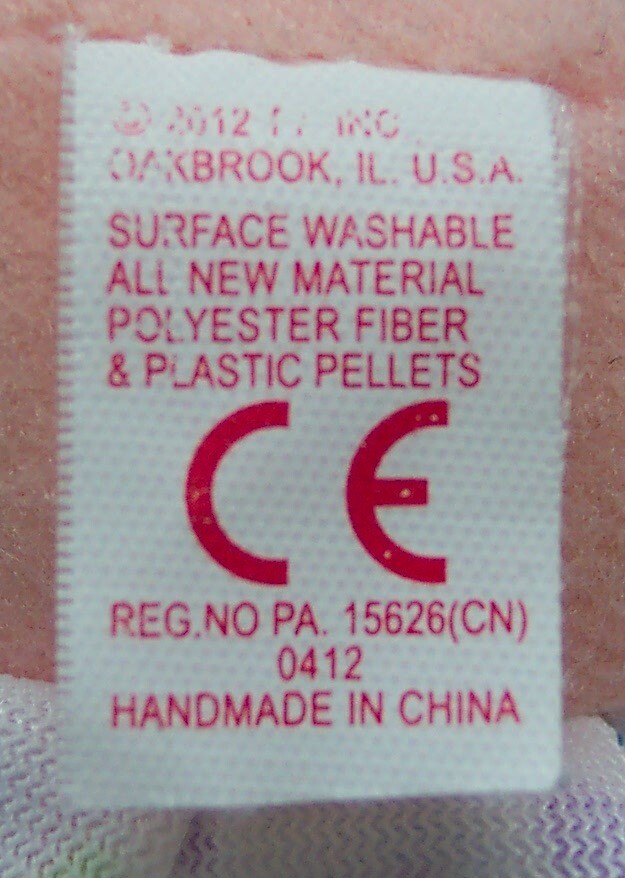 © 2012 INC
OAKBROOK, IL. U.S.A.
SURFACE WASHABLE
ALL NEW MATERIAL
POLYESTER FIBER
& PLASTIC PELLETS
CE
REG.NO PA. 15626(CN)
0412
HANDMADE IN CHINA